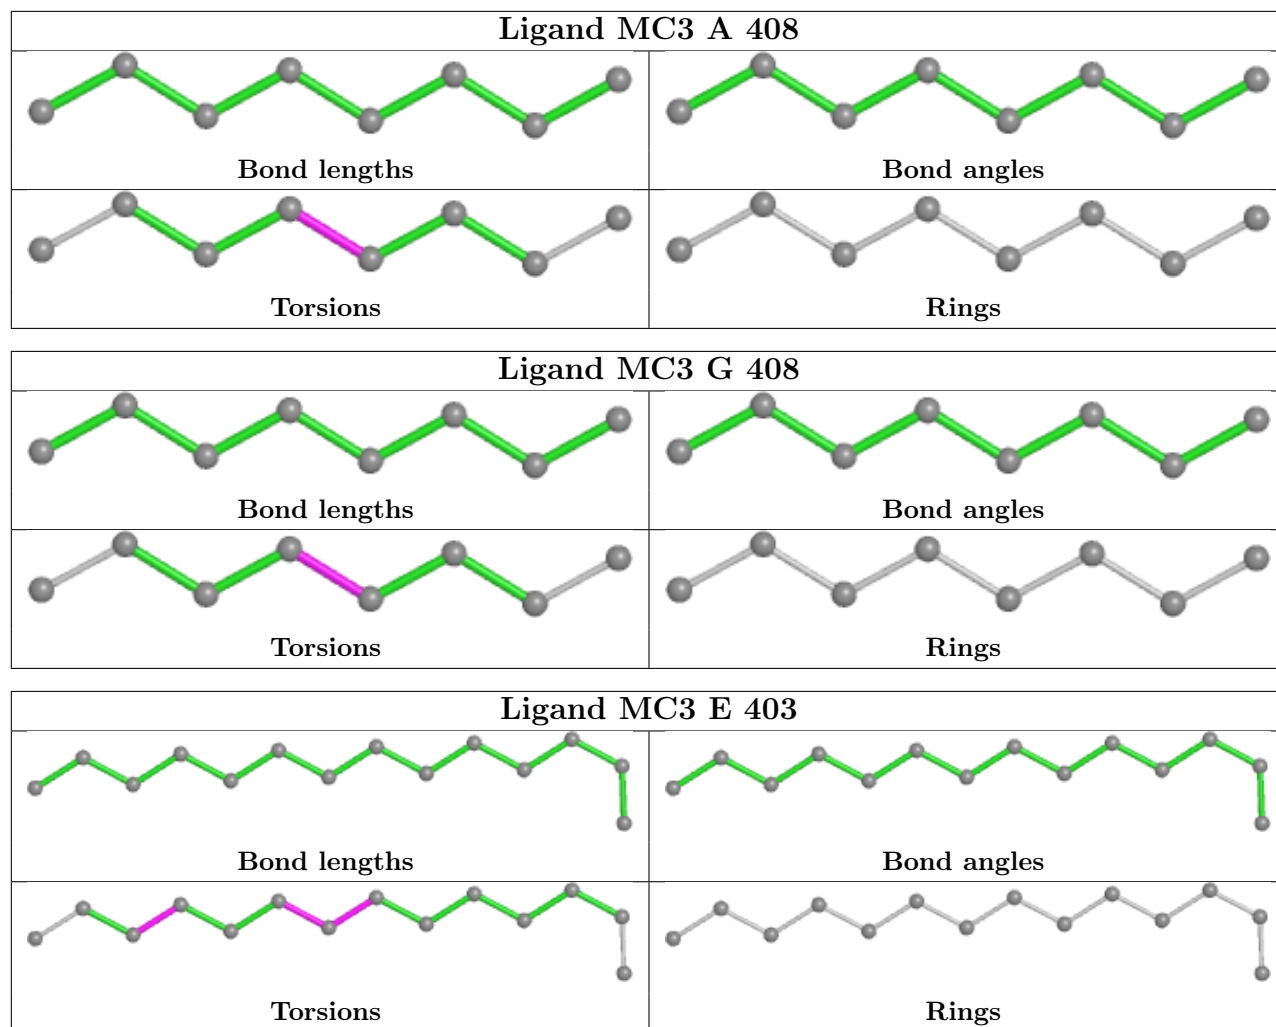 Ligand MC3 A 408
Bond lengths
Bond angles
Torsions
Rings
Ligand MC3 G 408
Bond lengths
Bond angles
Torsions
Rings
Ligand MC3 E 403
Bond lengths
Bond angles
Torsions
Rings